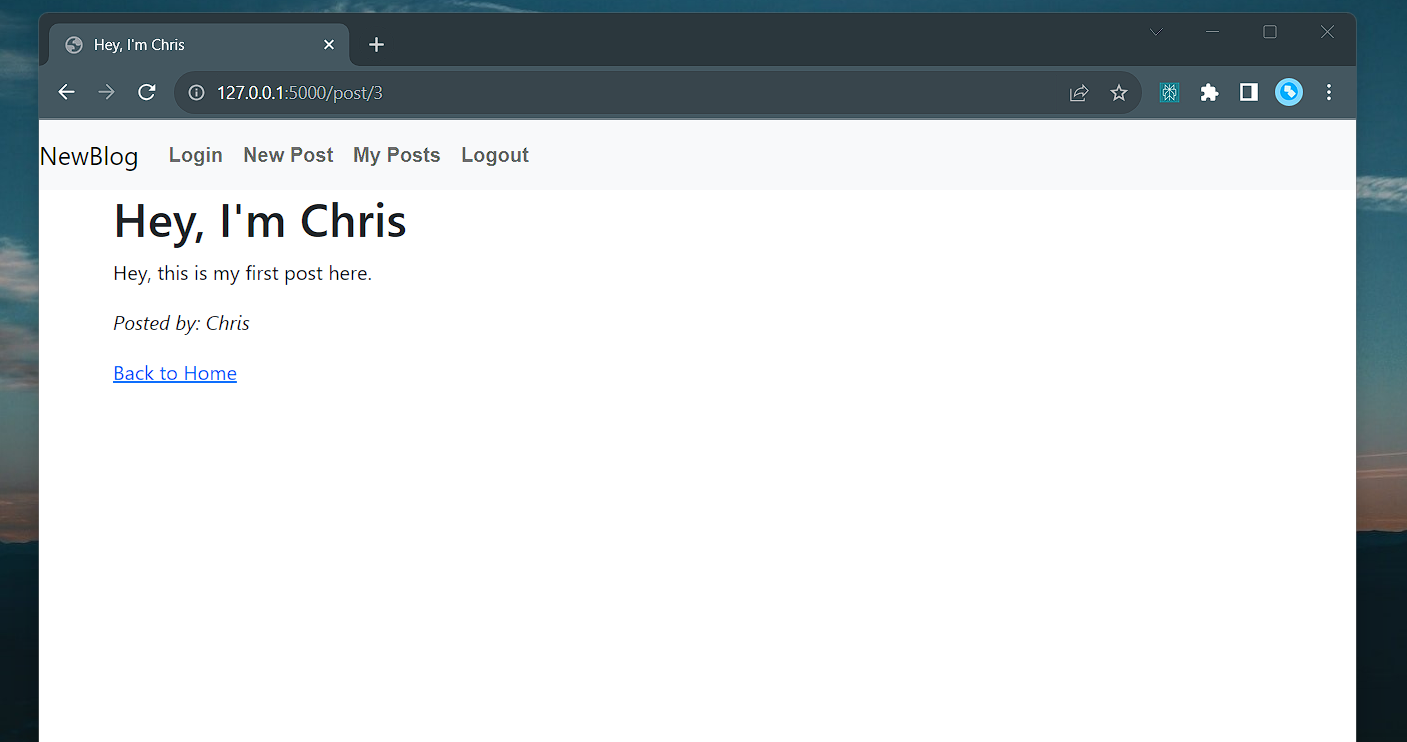 Hey, I'm Chris
127.0.0.1:5000/post/3
NewBlog Login New Post My Posts Logout
Hey, I'm Chris
Hey, this is my first post here.
Posted by: Chris
Back to Home